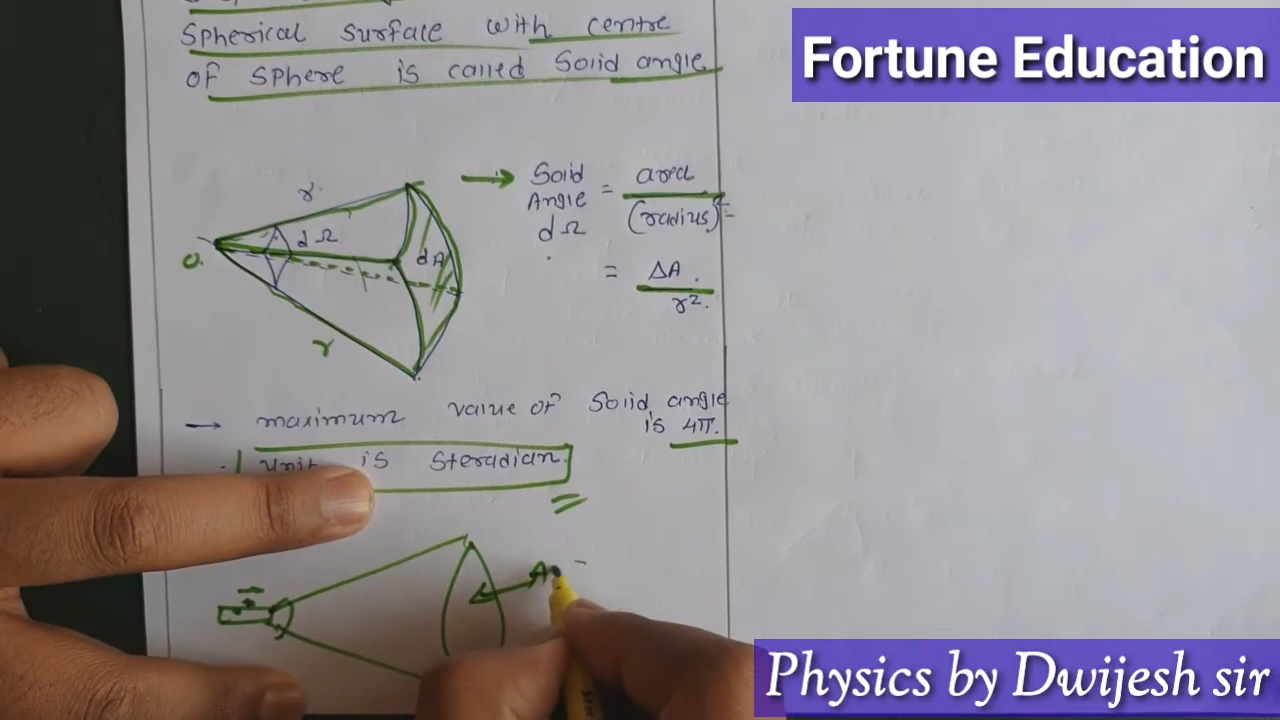 Fortune Education
Spherical surface with centre
of sphere is called Solid angle
r
dΩ
dA
O.
r
→ Solid Angle dΩ = area / (radius)²
= ΔA / r².
→ maximum value of Solid angle
is 4π.
unit is Steradian.
A
Physics by Dwijesh sir